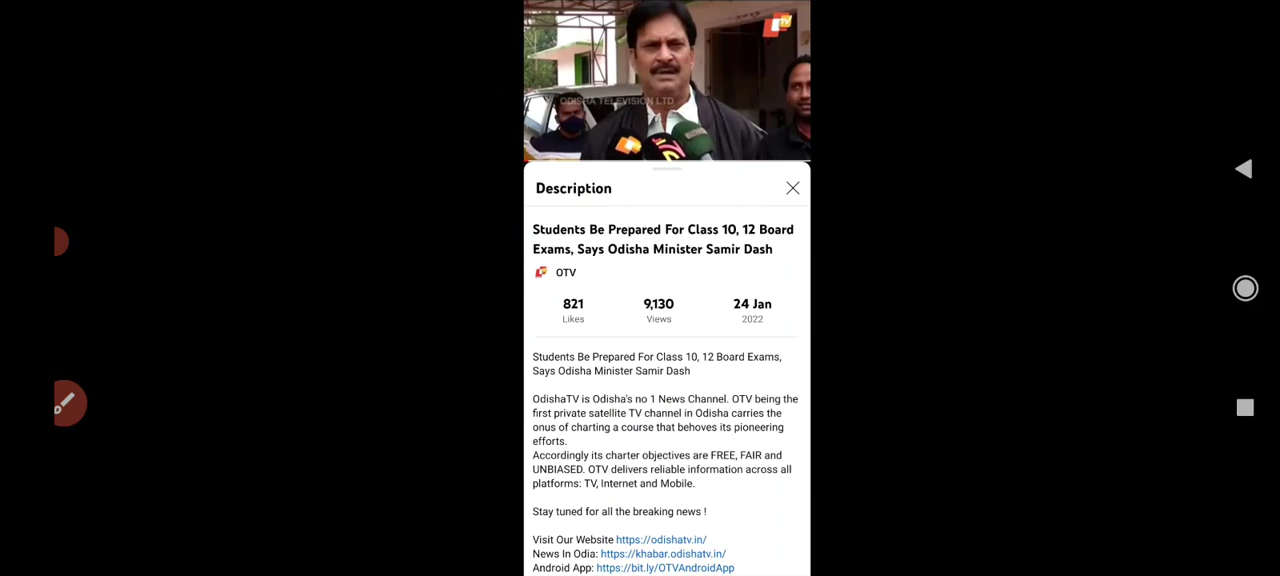 TV
ODISHA TELEVISION LTD
Description
Students Be Prepared For Class 10, 12 Board
Exams, Says Odisha Minister Samir Dash
OTV
821
Likes
9,130
Views
24 Jan
2022
Students Be Prepared For Class 10, 12 Board Exams,
Says Odisha Minister Samir Dash
OdishaTV is Odisha's no 1 News Channel. OTV being the
first private satellite TV channel in Odisha carries the
onus of charting a course that behoves its pioneering
efforts.
Accordingly its charter objectives are FREE, FAIR and
UNBIASED. OTV delivers reliable information across all
platforms: TV, Internet and Mobile.
Stay tuned for all the breaking news !
Visit Our Website https://odishatv.in/
News In Odia: https://khabar.odishatv.in/
Android App: https://bit.ly/OTVAndroidApp